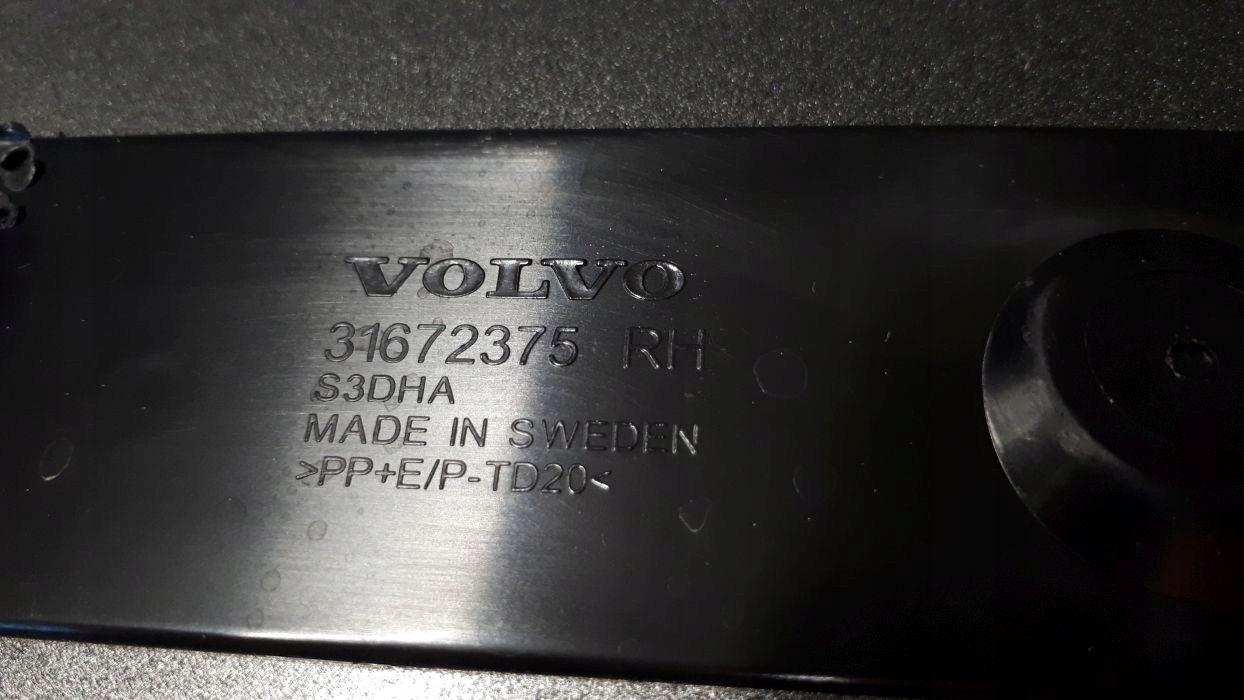 VOLVO
31672375 RH
S3DHA
MADE IN SWEDEN
>PP+E/P-TD20<